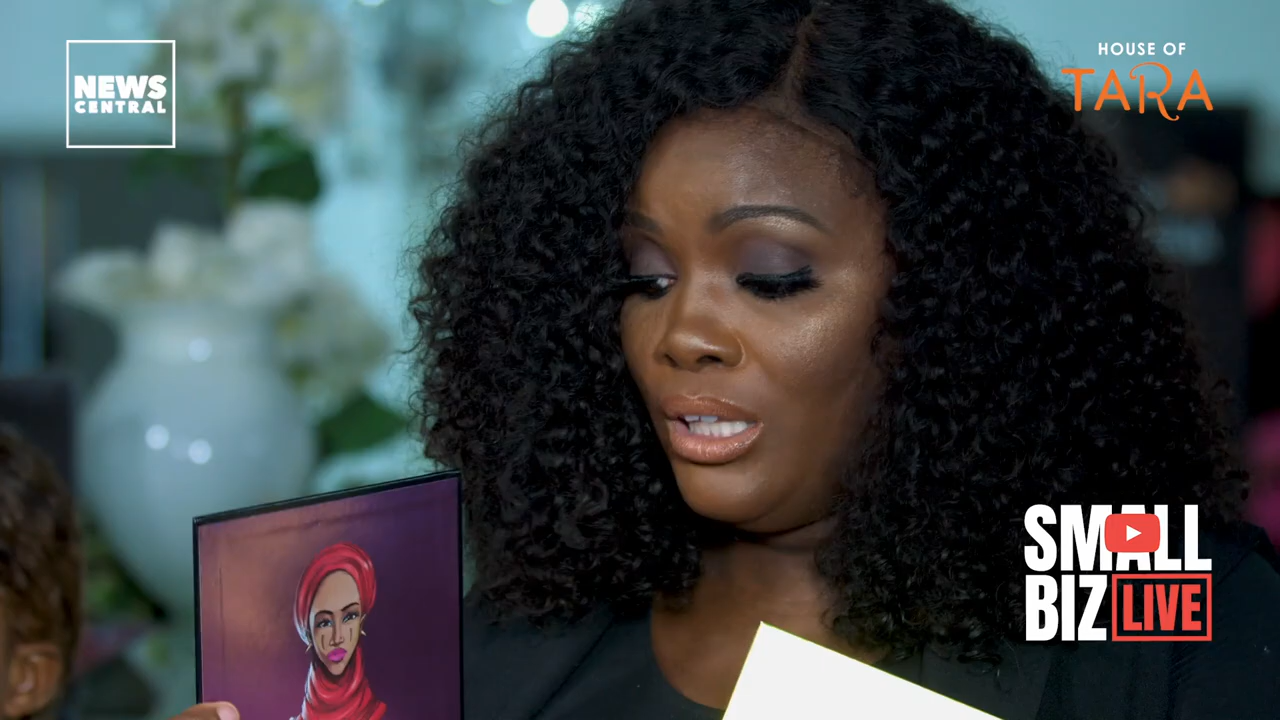 NEWS
CENTRAL
HOUSE OF
TARA
SMALL
BIZ LIVE